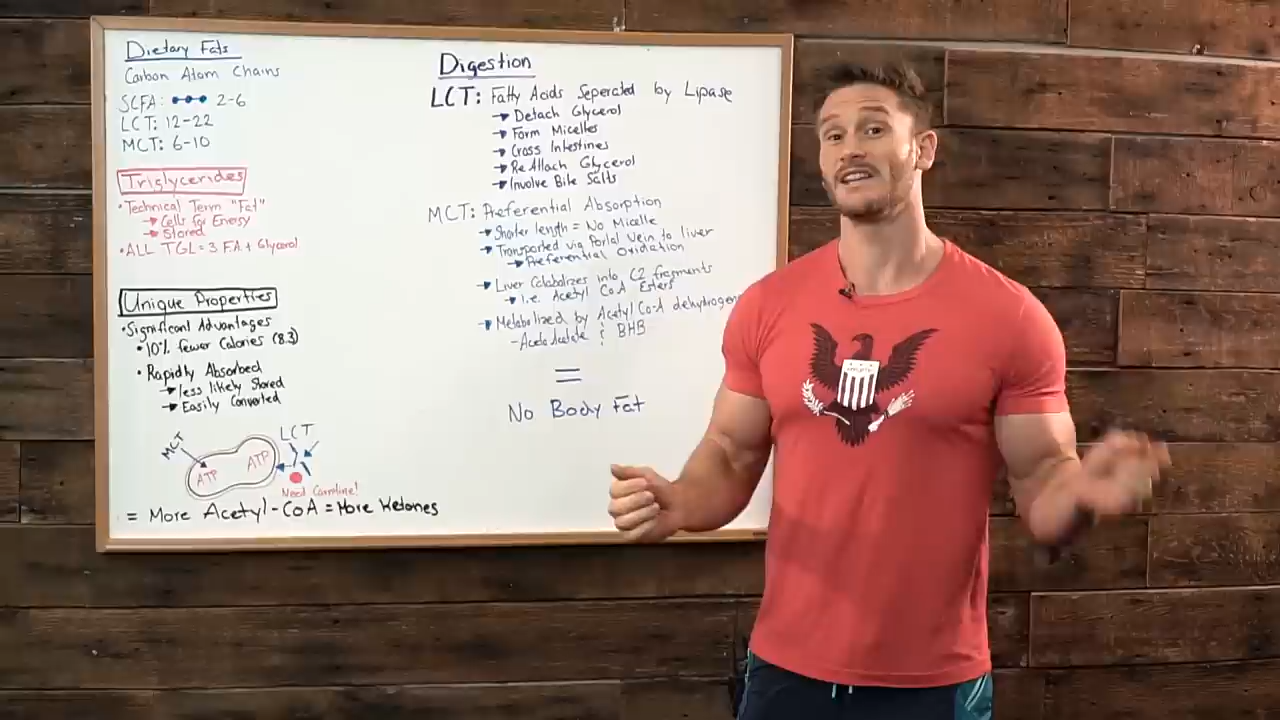 Dietary Fats
Carbon Atom Chains
SCFA: 2-6
LCT: 12-22
MCT: 6-10
Triglycerides
• Technical Term "Fat"
→ Cells for Energy
→ Stored
• ALL TGL = 3 F.A. + Glycerol
Unique Properties
• Significant Advantages
• 10% fewer Calories (8.3)
• Rapidly Absorbed
→ less likely Stored
→ Easily Converted
MCT
ATP
ATP
LCT
Need Carnitine!
= More Acetyl-CoA = More Ketones
Digestion
LCT: Fatty Acids Seperated by Lipase
→ Detach Glycerol
→ Form Micelles
→ Cross Intestines
→ Re Attach Glycerol
→ Involve Bile Salts
MCT: Preferential Absorption
→ Shorter length = No Micelle
→ Transported via Portal Vein to liver
→ Preferential Oxidation
→ Liver Catabolizes into C2 fragments
→ i.e. Acetyl CoA Esters
→ Metabolized by Acetyl Co-A dehydrogen
- AcetoAcetate & BHB
=
No Body Fat